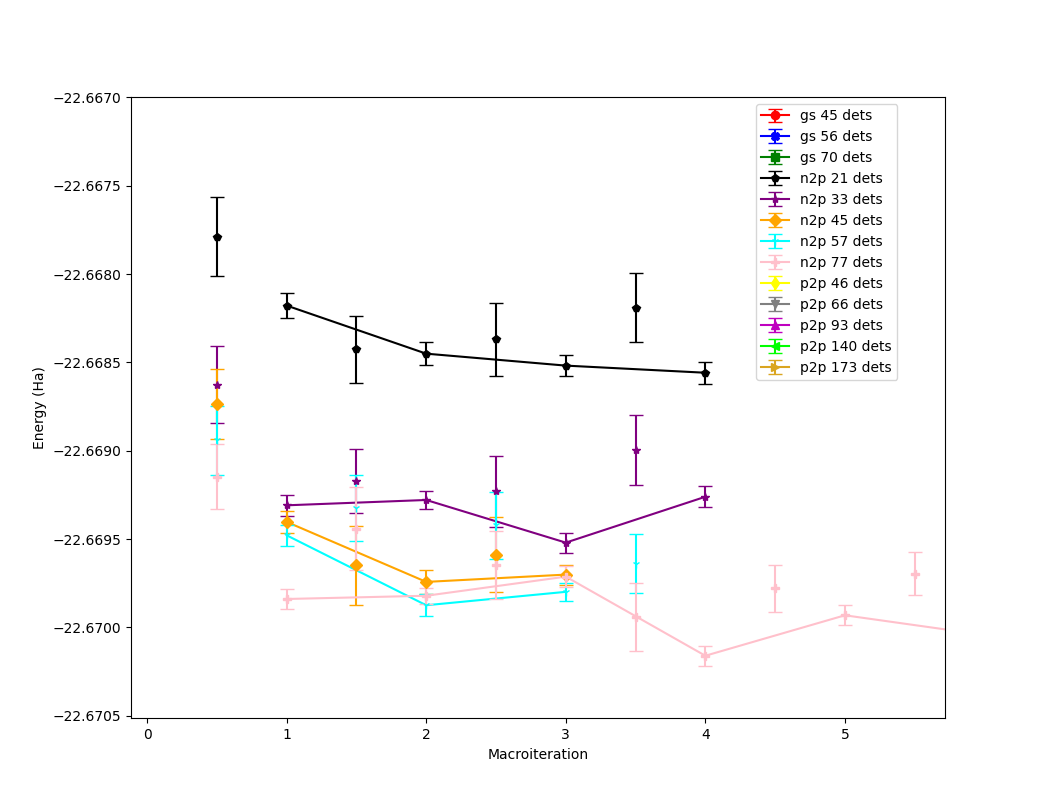 −22.6670
−22.6675
−22.6680
−22.6685
−22.6690
−22.6695
−22.6700
−22.6705
Energy (Ha)
0
1
2
3
4
5
Macroiteration
gs 45 dets
gs 56 dets
gs 70 dets
n2p 21 dets
n2p 33 dets
n2p 45 dets
n2p 57 dets
n2p 77 dets
p2p 46 dets
p2p 66 dets
p2p 93 dets
p2p 140 dets
p2p 173 dets